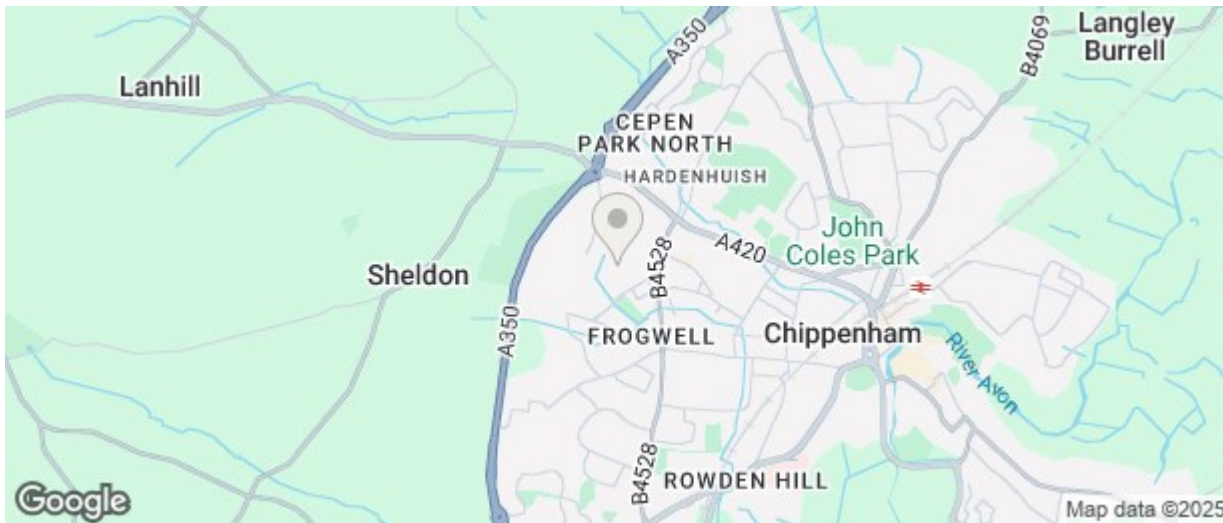 A350
B4069
Langley
Burrell
Lanhill
CEPEN
PARK NORTH
HARDENHUISH
John
Coles Park
A420
B4528
Sheldon
A350
FROGWELL
Chippenham
River Avon
B4528
ROWDEN HILL
Google
Map data ©2025